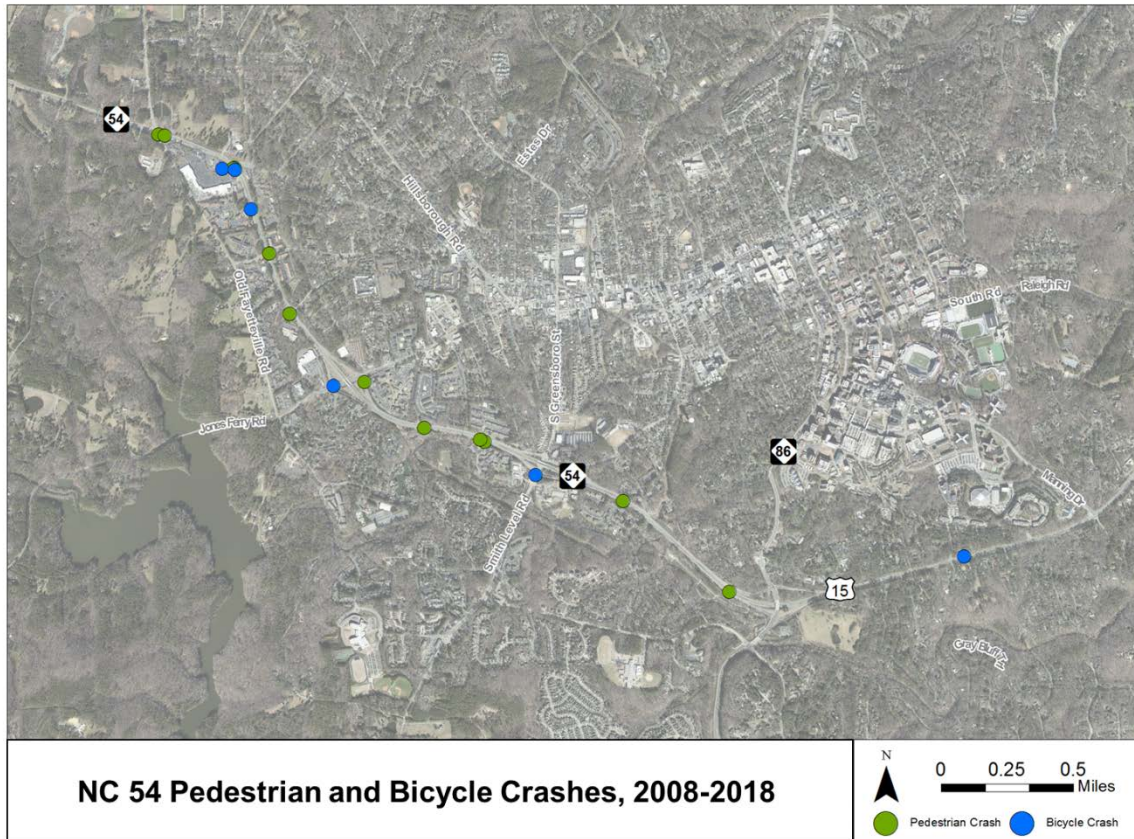 54
Estes Dr
Hillsborough Rd
Old Fayetteville Rd
S Greensboro St
South Rd
Raleigh Rd
Jones Ferry Rd
86
54
Manning Dr
Smith Level Rd
15
Gray Bluff Trl
NC 54 Pedestrian and Bicycle Crashes, 2008-2018
N
0 0.25 0.5
Miles
Pedestrian Crash Bicycle Crash